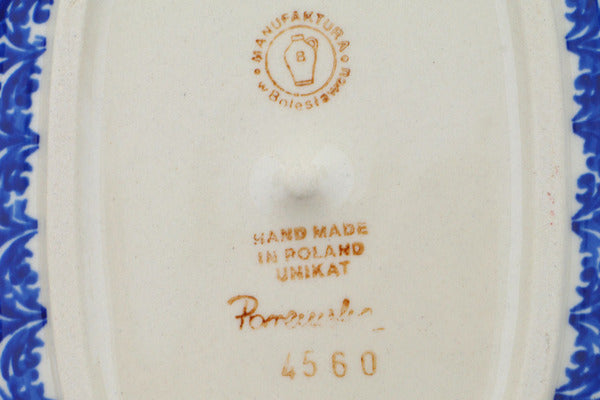 MANUFAKTURA
w Bolesławcu
B
HAND MADE
IN POLAND
UNIKAT
4560